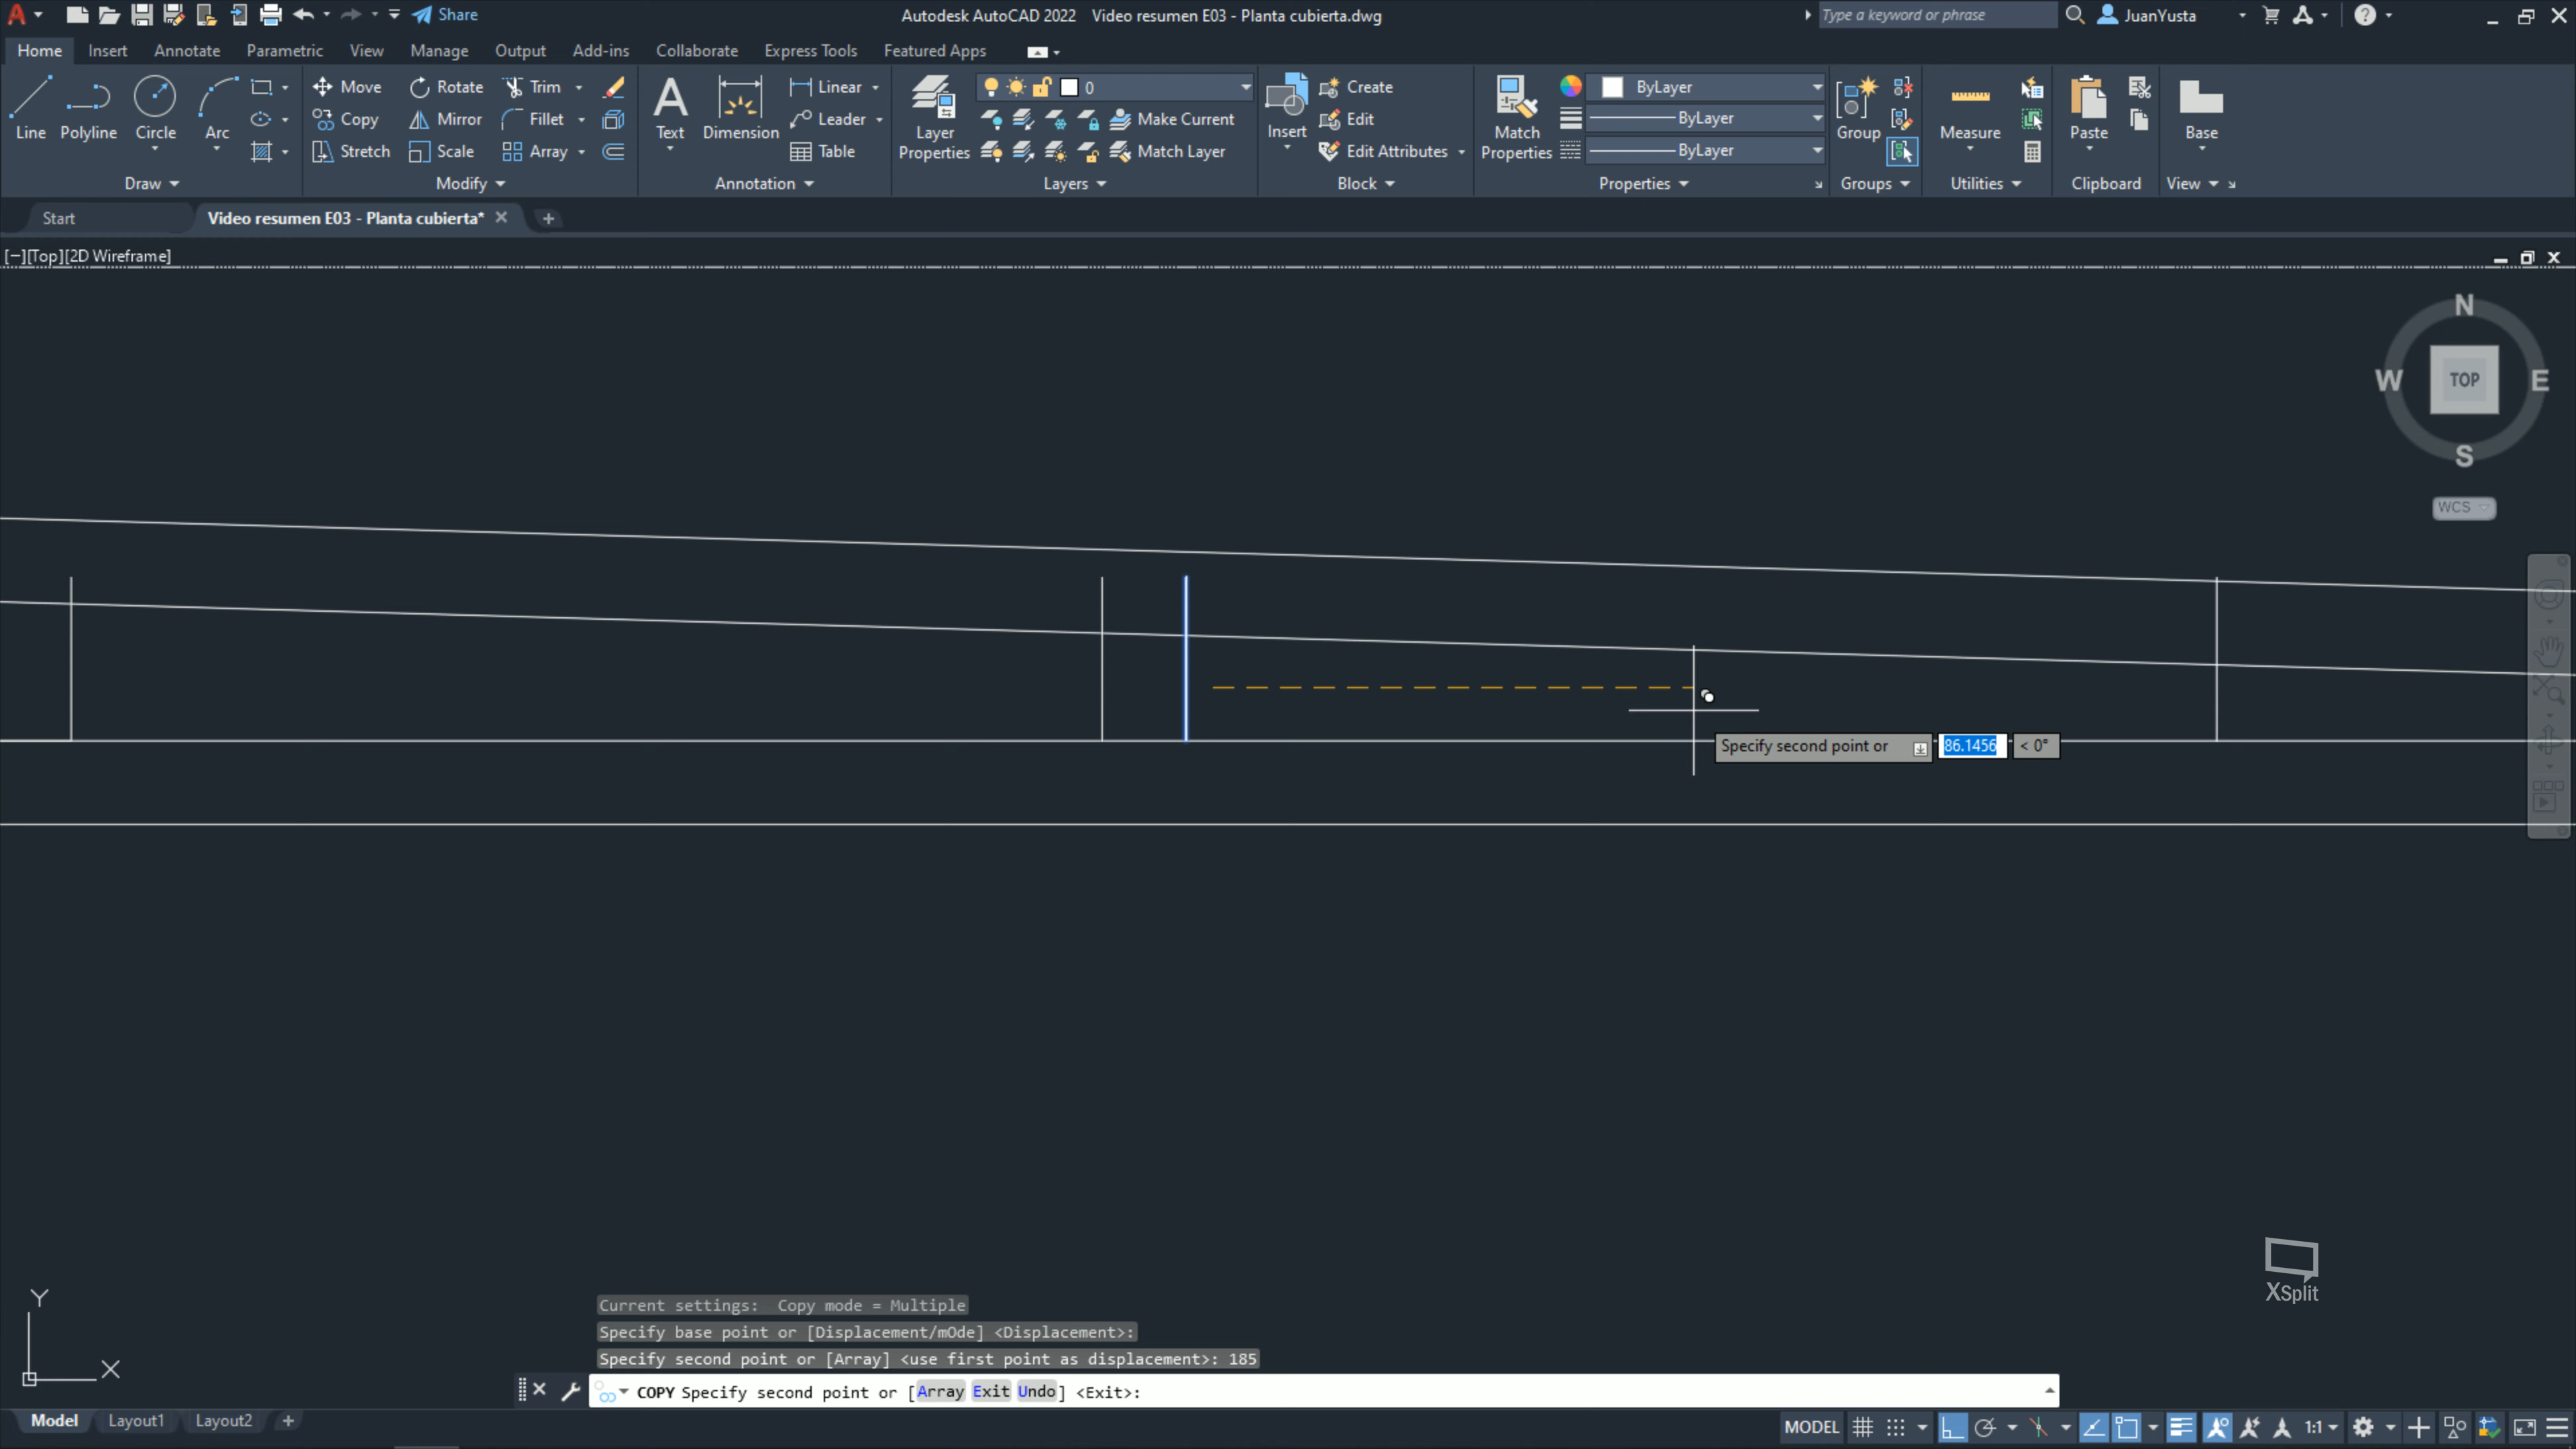 Share
Autodesk AutoCAD 2022 Video resumen E03 - Planta cubierta.dwg
Type a keyword or phrase
JuanYusta
Home Insert Annotate Parametric View Manage Output Add-ins Collaborate Express Tools Featured Apps
Line Polyline Circle Arc
Draw
Move Rotate Trim
Copy Mirror Fillet
Stretch Scale Array
Modify
Text Dimension
Linear
Leader
Table
Annotation
Layer Properties
0
Make Current
Match Layer
Layers
Insert
Create
Edit
Edit Attributes
Block
Match Properties
ByLayer
ByLayer
ByLayer
Properties
Group
Groups
Measure
Utilities
Paste
Clipboard
Base
View
Start
Video resumen E03 - Planta cubierta*
[−][Top][2D Wireframe]
N
W TOP E
S
WCS
Specify second point or 86.1456 < 0°
XSplit
Y
X
Current settings: Copy mode = Multiple
Specify base point or [Displacement/mOde] <Displacement>:
Specify second point or [Array] <use first point as displacement>: 185
COPY Specify second point or [Array Exit Undo] <Exit>:
Model Layout1 Layout2
MODEL
1:1